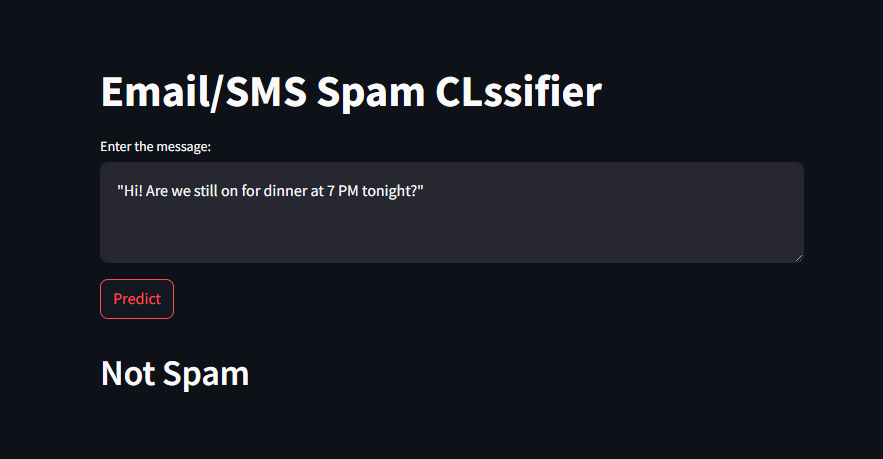 Email/SMS Spam CLssifier
Enter the message:
"Hi! Are we still on for dinner at 7 PM tonight?"
Predict
Not Spam